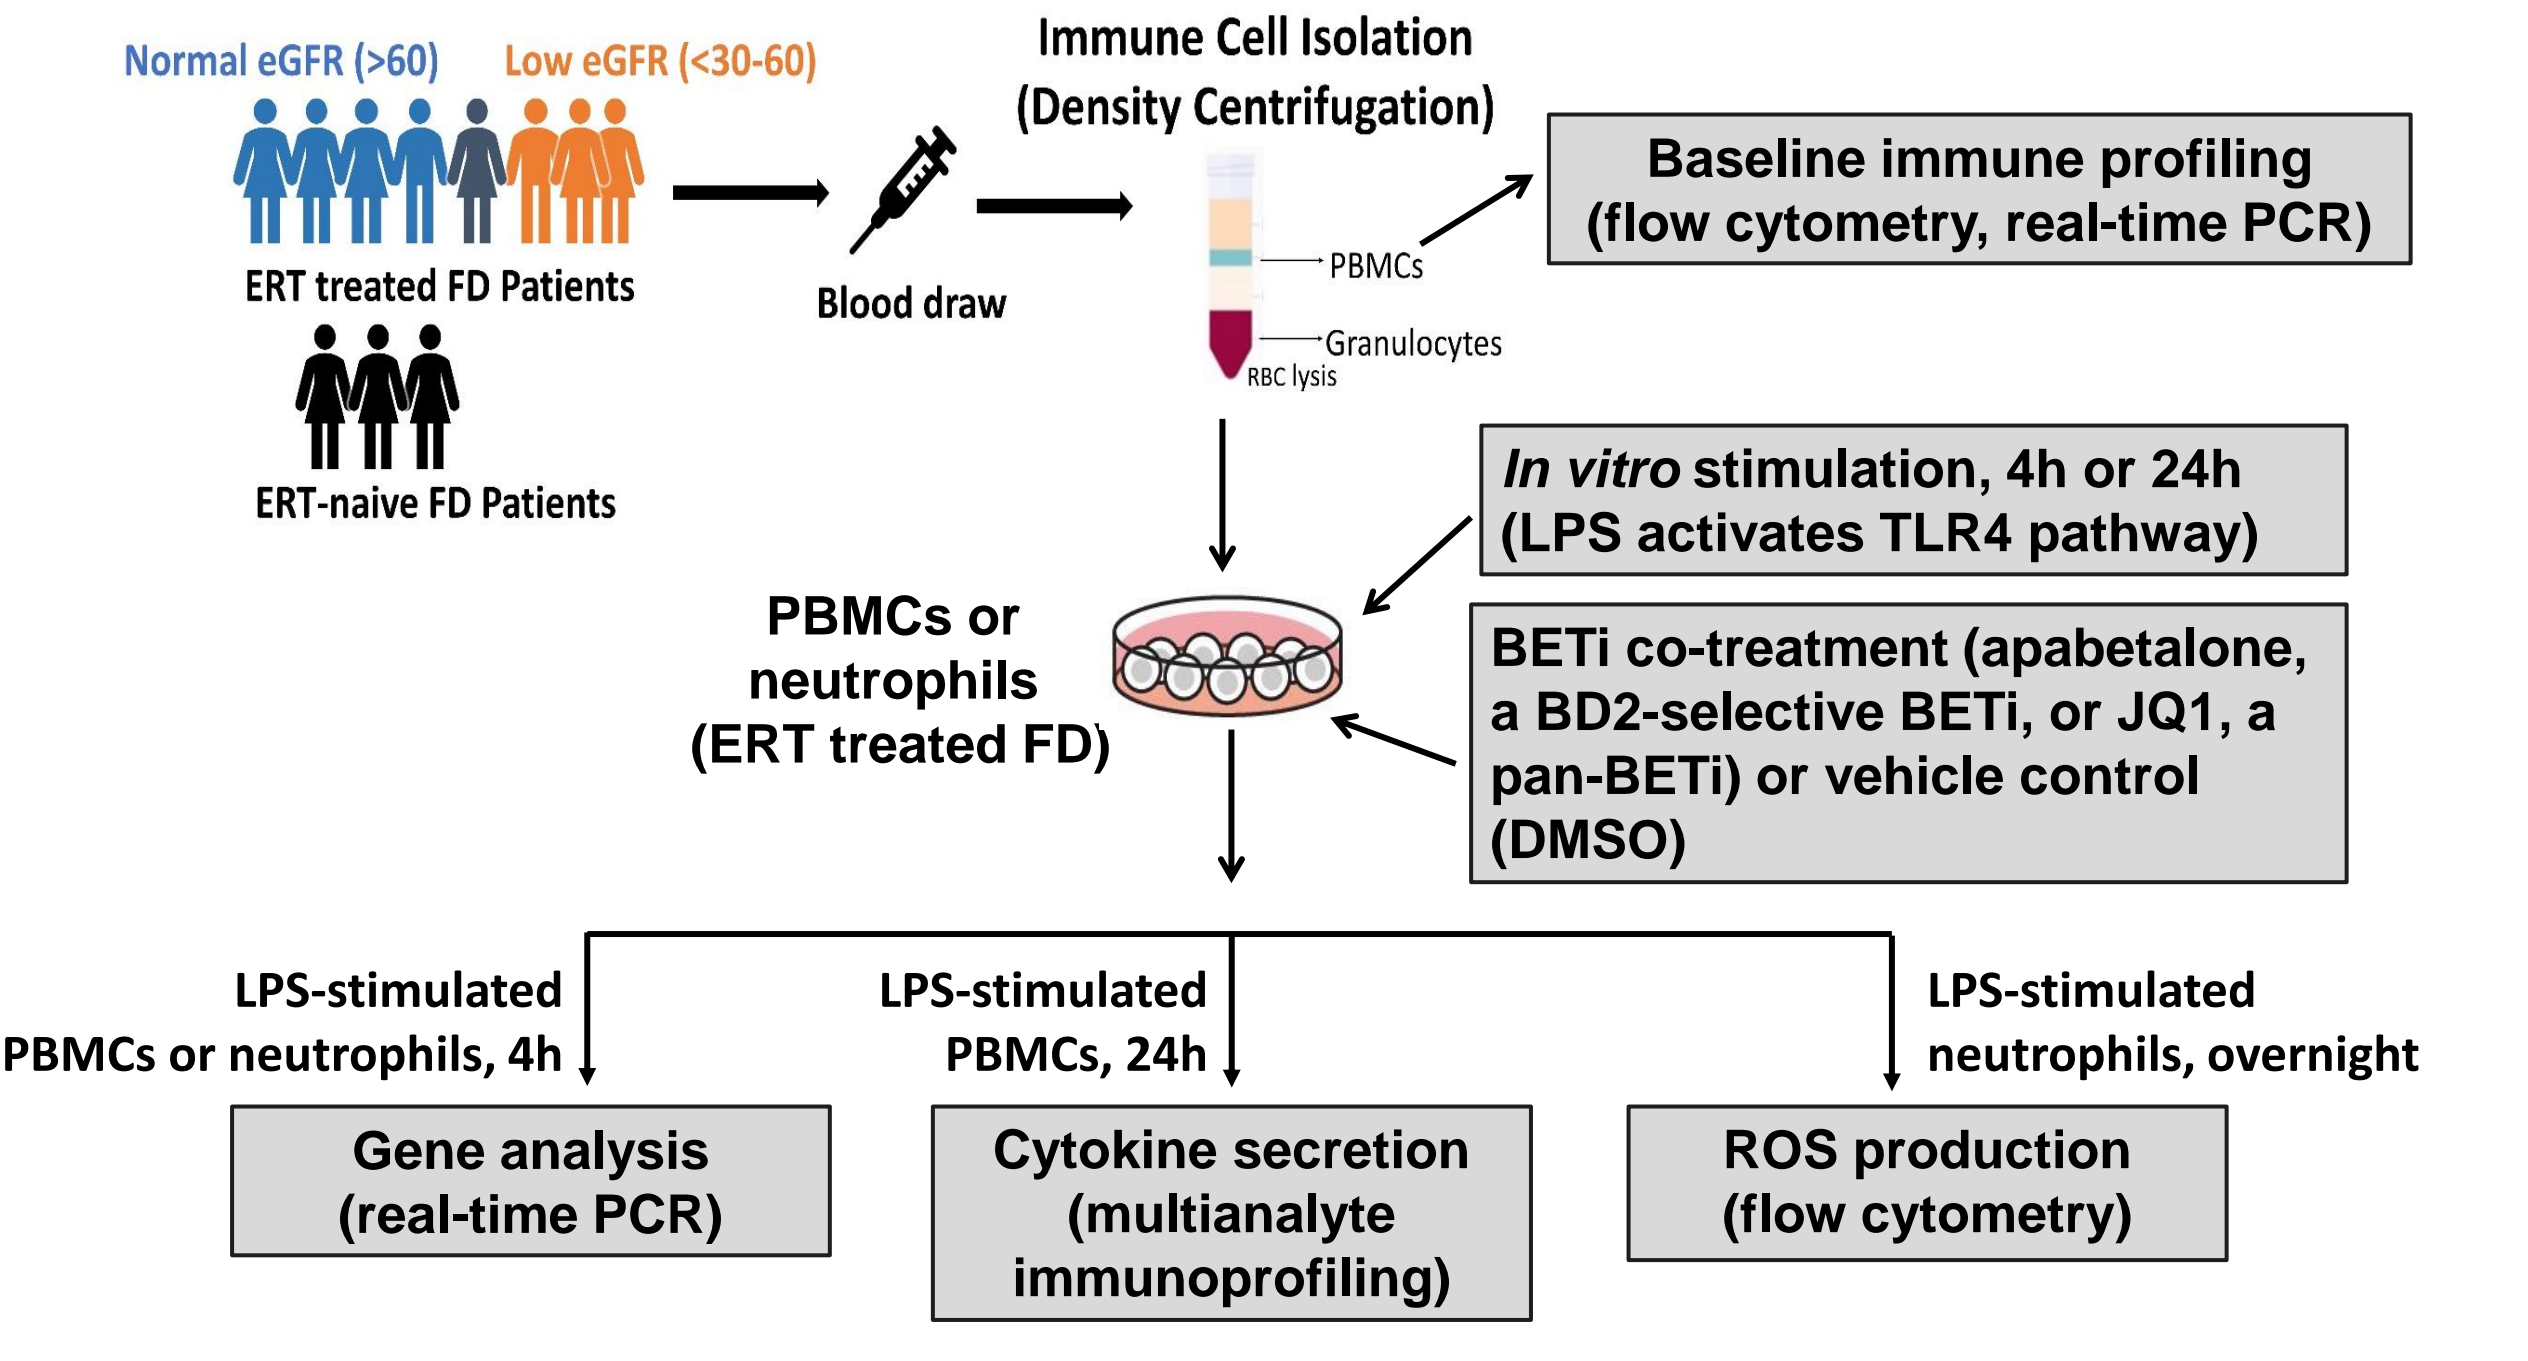 Normal eGFR (>60)
Low eGFR (<30-60)
ERT treated FD Patients
ERT-naive FD Patients
Blood draw
Immune Cell Isolation
(Density Centrifugation)
PBMCs
Granulocytes
RBC lysis
Baseline immune profiling
(flow cytometry, real-time PCR)
In vitro stimulation, 4h or 24h
(LPS activates TLR4 pathway)
PBMCs or
neutrophils
(ERT treated FD)
BETi co-treatment (apabetalone,
a BD2-selective BETi, or JQ1, a
pan-BETi) or vehicle control
(DMSO)
LPS-stimulated
PBMCs or neutrophils, 4h
LPS-stimulated
PBMCs, 24h
LPS-stimulated
neutrophils, overnight
Gene analysis
(real-time PCR)
Cytokine secretion
(multianalyte
immunoprofiling)
ROS production
(flow cytometry)